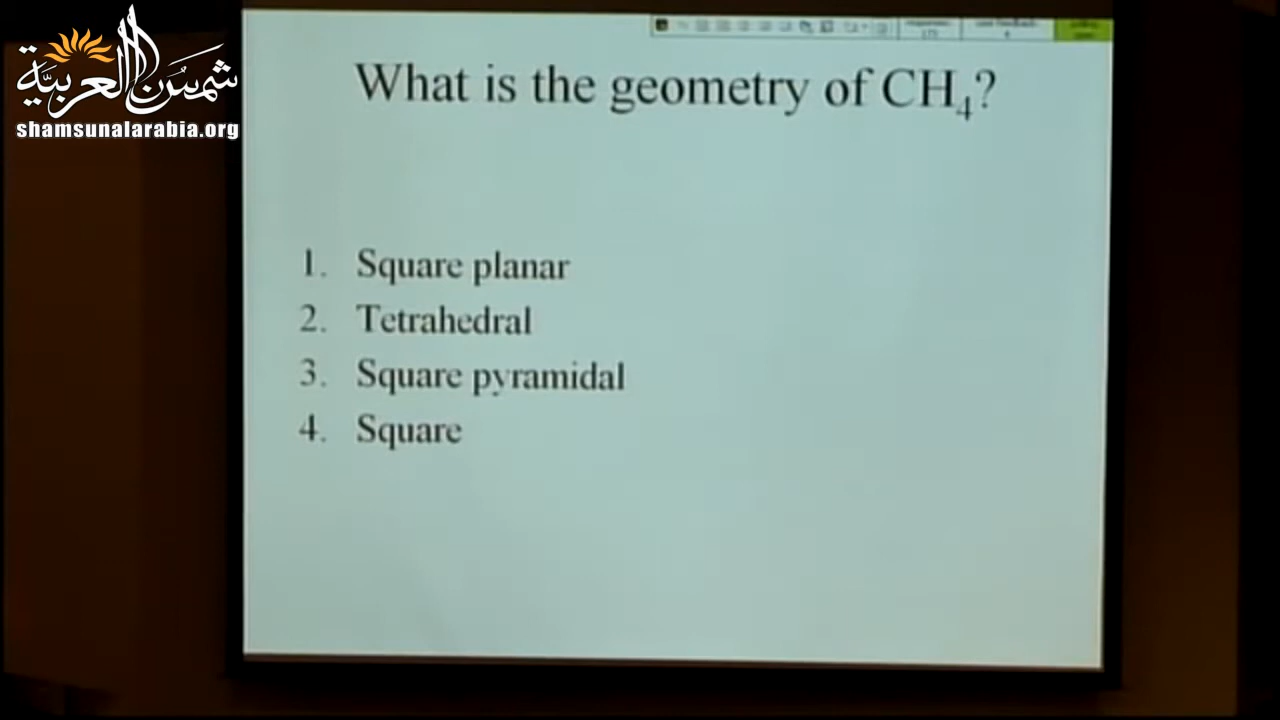 شمسُ العربيّة
shamsunalarabia.org
What is the geometry of CH₄?
1. Square planar
2. Tetrahedral
3. Square pyramidal
4. Square